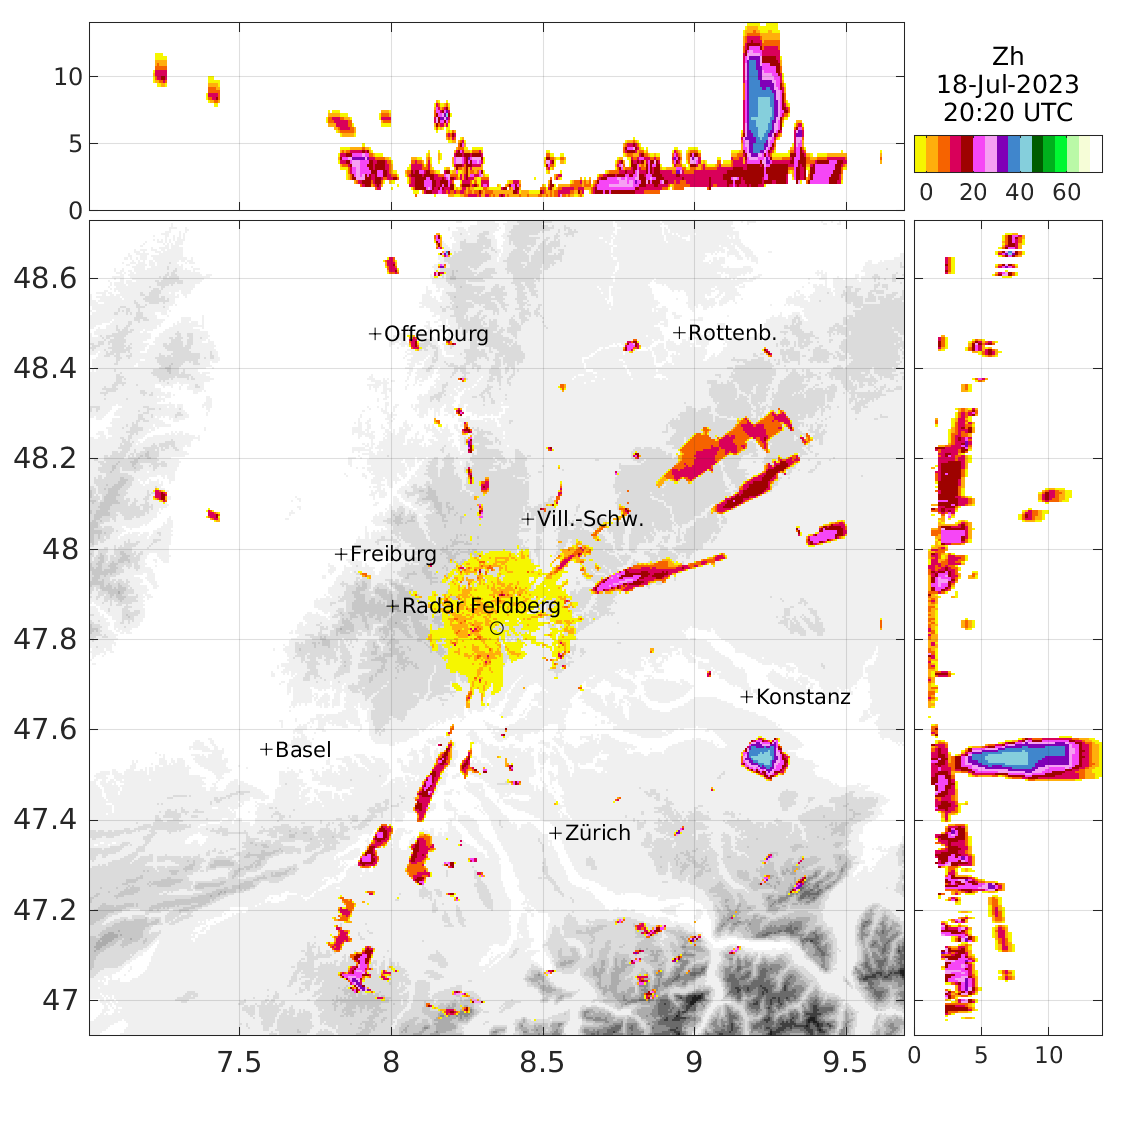 10
5
0
Zh
18-Jul-2023
20:20 UTC
0 20 40 60
48.6
48.4
48.2
48
47.8
47.6
47.4
47.2
47
+Offenburg
+Rottenb.
+Vill.-Schw.
+Freiburg
+Radar Feldberg
+Konstanz
+Basel
+Zürich
7.5 8 8.5 9 9.5
0 5 10